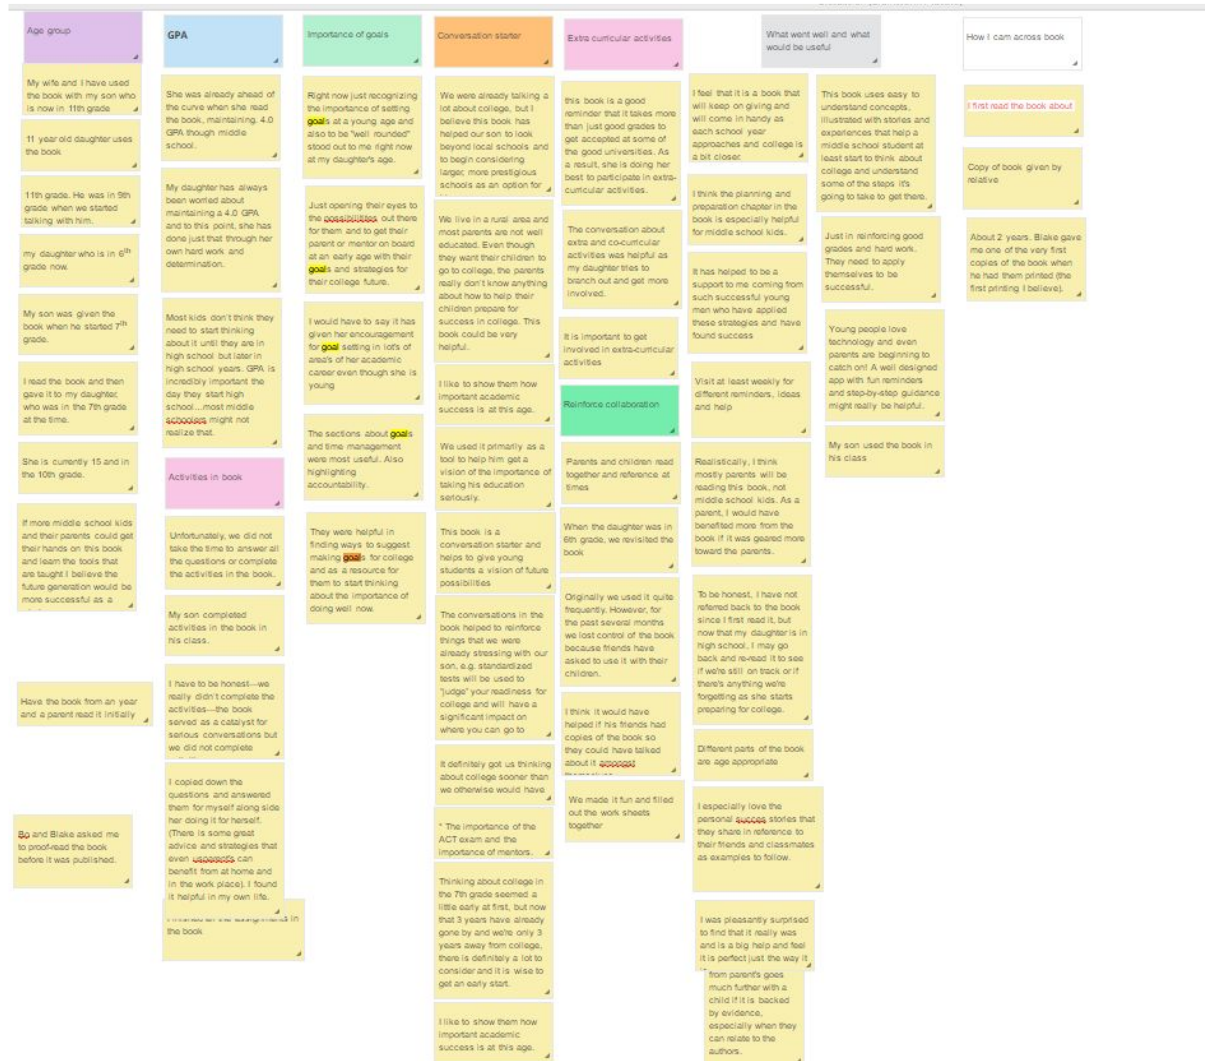 Age group
My wife and I have used
the book with my son who
is now in 11th grade
11 year old daughter uses
the book
11th grade. He was in 9th
grade when we started
talking with him.
my daughter who is in 6th
grade now.
My son was given the
book when he started 7th
grade.
I read the book and then
gave it to my daughter,
who was in the 7th grade
at the time.
She is currently 15 and in
the 10th grade.
If more middle school kids
and their parents could get
their hands on this book
and learn the tools that
are taught I believe the
future generation would be
more successful as a
Have the book from an year
and a parent read it initially
Bo and Blake asked me
to proof-read the book
before it was published.
GPA
She was already ahead of
the curve when she read
the book, maintaining. 4.0
GPA though middle
school.
My daughter has always
been worried about
maintaining a 4.0 GPA
and to this point, she has
done just that through her
own hard work and
determination.
Most kids don't think they
need to start thinking
about it until they are in
high school but later in
high school years. GPA is
incredibly important the
day they start high
school...most middle
schoolers might not
realize that.
Activities in book
Unfortunately, we did not
take the time to answer all
the questions or complete
the activities in the book.
My son completed
activities in the book in
his class.
I have to be honest—we
really didn't complete the
activities—the book
served as a catalyst for
serious conversations but
we did not complete
I copied down the
questions and answered
them for myself along side
her doing it for herself.
(There is some great
advice and strategies that
even usparent's can
benefit from at home and
in the work place). I found
it helpful in my own life.
I finished all the assignments in
the book
Importance of goals
Right now just recognizing
the importance of setting
goals at a young age and
also to be "well rounded"
stood out to me right now
at my daughter's age.
Just opening their eyes to
the possibilitites out there
for them and to get their
parent or mentor on board
at an early age with their
goals and strategies for
their college future.
I would have to say it has
given her encouragement
for goal setting in lot's of
area's of her academic
career even though she is
young
The sections about goals
and time management
were most useful. Also
highlighting
accountability.
They were helpful in
finding ways to suggest
making goals for college
and as a resource for
them to start thinking
about the importance of
doing well now.
Conversation starter
We were already talking a
lot about college, but I
believe this book has
helped our son to look
beyond local schools and
to begin considering
larger, more prestigious
schools as an option for
We live in a rural area and
most parents are not well
educated. Even though
they want their children to
go to college, the parents
really don't know anything
about how to help their
children prepare for
success in college. This
book could be very
helpful.
I like to show them how
important academic
success is at this age.
We used it primarily as a
tool to help him get a
vision of the importance of
taking his education
seriously.
This book is a
conversation starter and
helps to give young
students a vision of future
possibilities
The conversations in the
book helped to reinforce
things that we were
already stressing with our
son, e.g. standardized
tests will be used to
"judge" your readiness for
college and will have a
significant impact on
where you can go to
It definitely got us thinking
about college sooner than
we otherwise would have
* The importance of the
ACT exam and the
importance of mentors.
Thinking about college in
the 7th grade seemed a
little early at first, but now
that 3 years have already
gone by and we're only 3
years away from college,
there is definitely a lot to
consider and it is wise to
get an early start.
I like to show them how
important academic
success is at this age.
Extra curricular activities
this book is a good
reminder that it takes more
than just good grades to
get accepted at some of
the good universities. As
a result, she is doing her
best to participate in extra-
curricular activities.
The conversation about
extra and co-curricular
activities was helpful as
my daughter tries to
branch out and get more
involved.
It is important to get
involved in extra-curricular
activities
Reinforce collaboration
Parents and children read
together and reference at
times
When the daughter was in
6th grade, we revisited the
book
Originally we used it quite
frequently. However, for
the past several months
we lost control of the book
because friends have
asked to use it with their
children.
I think it would have
helped if his friends had
copies of the book so
they could have talked
about it amongst
themselves
We made it fun and filled
out the work sheets
together
What went well and what
would be useful
I feel that it is a book that
will keep on giving and
will come in handy as
each school year
approaches and college is
a bit closer.
I think the planning and
preparation chapter in the
book is especially helpful
for middle school kids.
It has helped to be a
support to me coming from
such successful young
men who have applied
these strategies and have
found success
Visit at least weekly for
different reminders, ideas
and help
Realistically, I think
mostly parents will be
reading this book, not
middle school kids. As a
parent, I would have
benefited more from the
book if it was geared more
toward the parents.
To be honest, I have not
referred back to the book
since I first read it, but
now that my daughter is in
high school, I may go
back and re-read it to see
if we're still on track or if
there's anything we're
forgetting as she starts
preparing for college.
Different parts of the book
are age appropriate
I especially love the
personal succes stories that
they share in reference to
their friends and classmates
as examples to follow.
I was pleasantly surprised
to find that it really was
and is a big help and feel
it is perfect just the way it
from parent's goes
much further with a
child if it is backed
by evidence,
especially when they
can relate to the
authors.
This book uses easy to
understand concepts,
illustrated with stories and
experiences that help a
middle school student at
least start to think about
college and understand
some of the steps it's
going to take to get there.
Just in reinforcing good
grades and hard work.
They need to apply
themselves to be
successful.
Young people love
technology and even
parents are beginning to
catch on! A well designed
app with fun reminders
and step-by-step guidance
might really be helpful.
My son used the book in
his class
How I cam across book
I first read the book about
Copy of book given by
relative
About 2 years. Blake gave
me one of the very first
copies of the book when
he had them printed (the
first printing I believe).